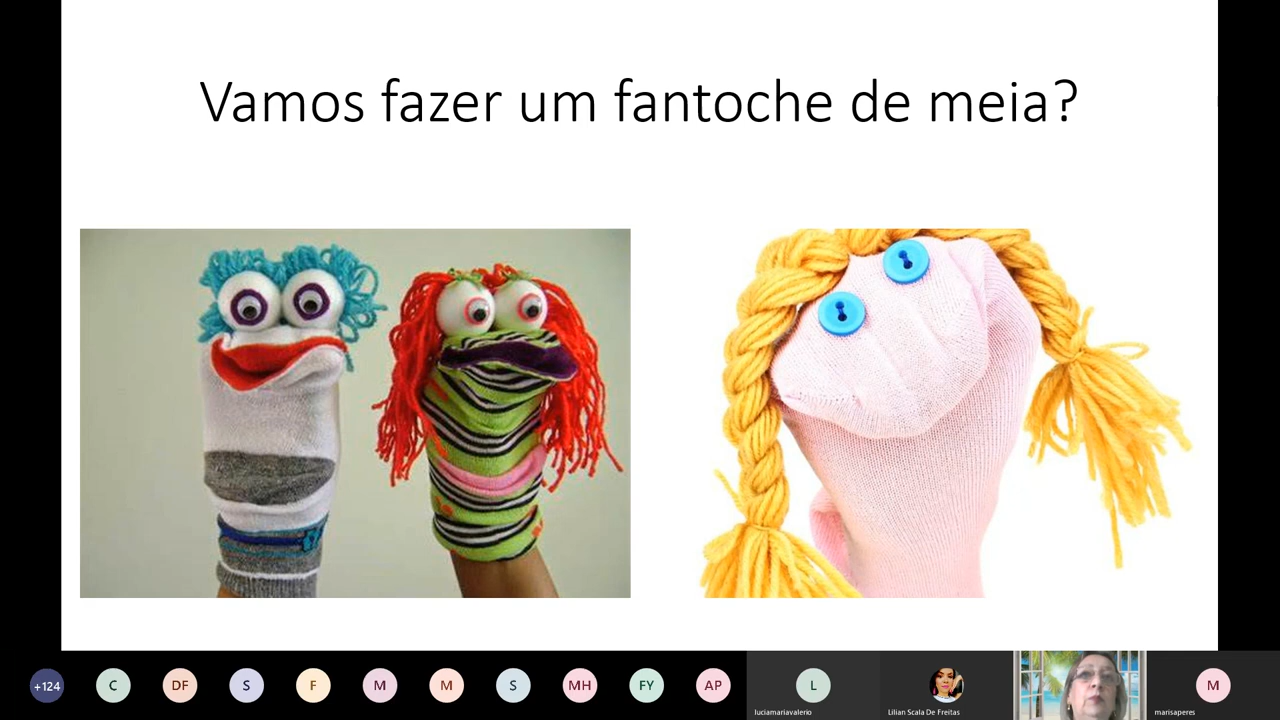 Vamos fazer um fantoche de meia?
+124
C
DF
S
F
M
M
S
MH
FY
AP
L
M
luciamariavalerio
Lilian Scala De Freitas
marisaperes